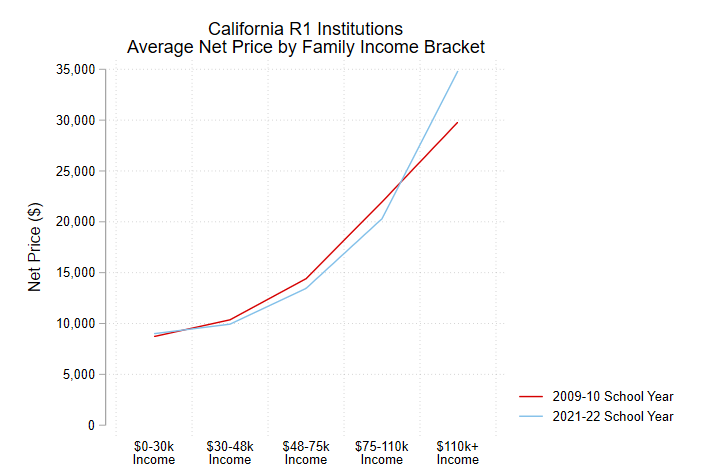 California R1 Institutions
Average Net Price by Family Income Bracket
Net Price ($)
35,000
30,000
25,000
20,000
15,000
10,000
5,000
0
$0-30k
Income
$30-48k
Income
$48-75k
Income
$75-110k
Income
$110k+
Income
2009-10 School Year
2021-22 School Year